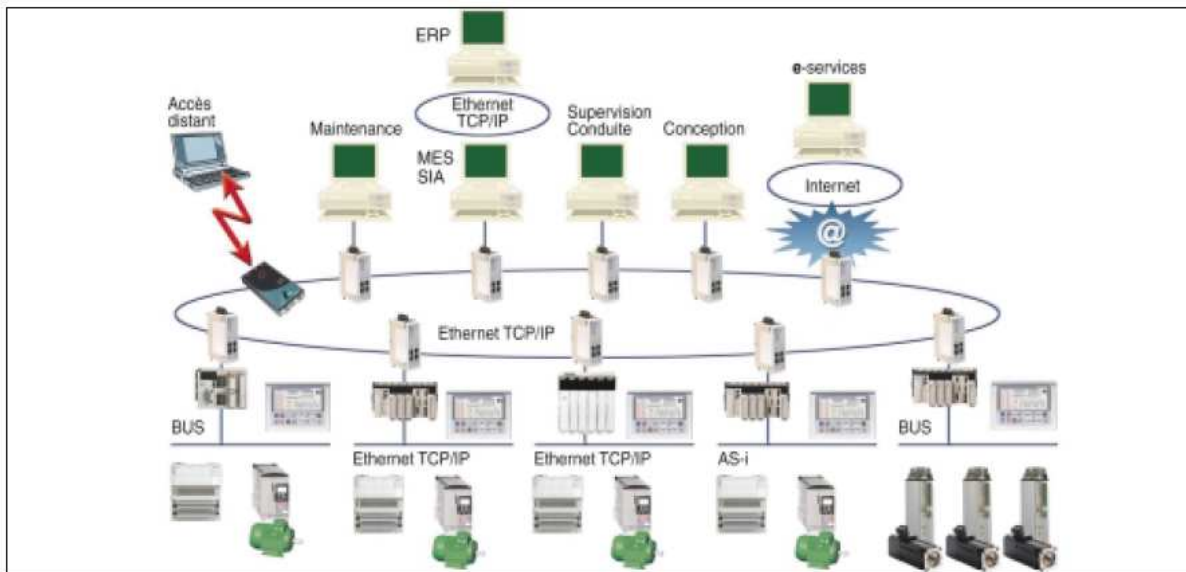 ERP
e-services
Accès
distant
Ethernet
TCP/IP
Maintenance
Supervision
Conduite
Conception
MES
SIA
Internet
@
Ethernet TCP/IP
BUS
Ethernet TCP/IP
Ethernet TCP/IP
AS-i
BUS